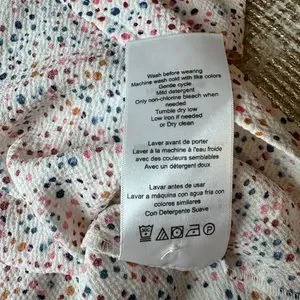 Wash before wearing
Machine wash cold with like colors
Gentle cycle
Mild detergent
Only non-chlorine bleach when
needed
Tumble dry low
Low iron if needed
or Dry clean
Laver avant de porter
Laver à la machine à l'eau froide
avec des couleurs semblables
Avec un détergent doux
Lavar antes de usar
Lavar a máquina con agua fria con
colores similares
Con Detergente Suave